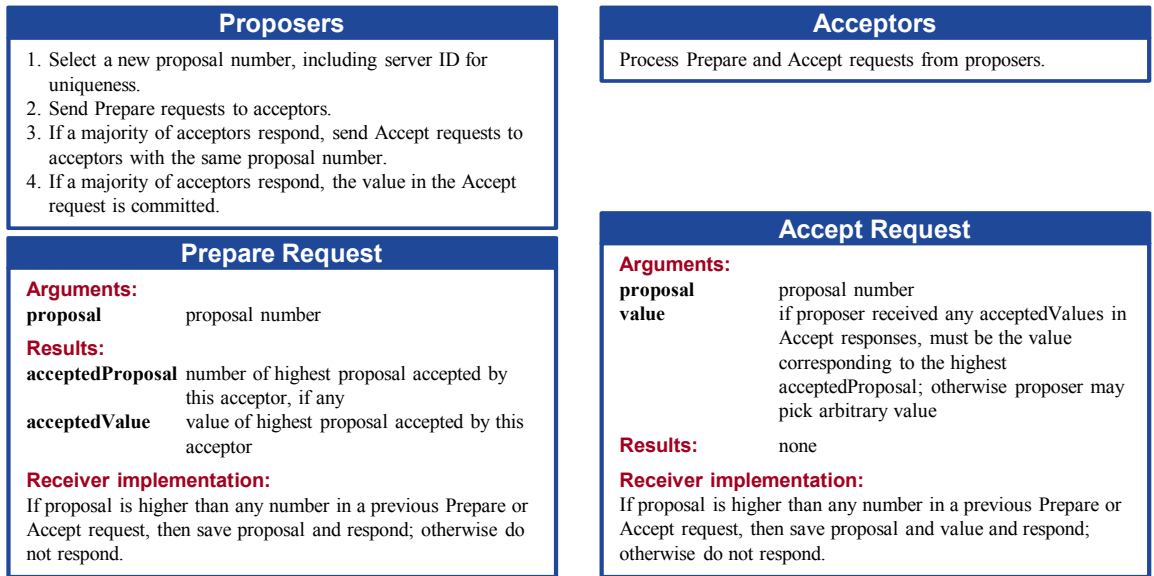 Proposers
1. Select a new proposal number, including server ID for
uniqueness.
2. Send Prepare requests to acceptors.
3. If a majority of acceptors respond, send Accept requests to
acceptors with the same proposal number.
4. If a majority of acceptors respond, the value in the Accept
request is committed.
Prepare Request
Arguments:
proposal proposal number
Results:
acceptedProposal number of highest proposal accepted by
this acceptor, if any
acceptedValue value of highest proposal accepted by this
acceptor
Receiver implementation:
If proposal is higher than any number in a previous Prepare or
Accept request, then save proposal and respond; otherwise do
not respond.
Acceptors
Process Prepare and Accept requests from proposers.
Accept Request
Arguments:
proposal proposal number
value if proposer received any acceptedValues in
Accept responses, must be the value
corresponding to the highest
acceptedProposal; otherwise proposer may
pick arbitrary value
Results: none
Receiver implementation:
If proposal is higher than any number in a previous Prepare or
Accept request, then save proposal and value and respond;
otherwise do not respond.